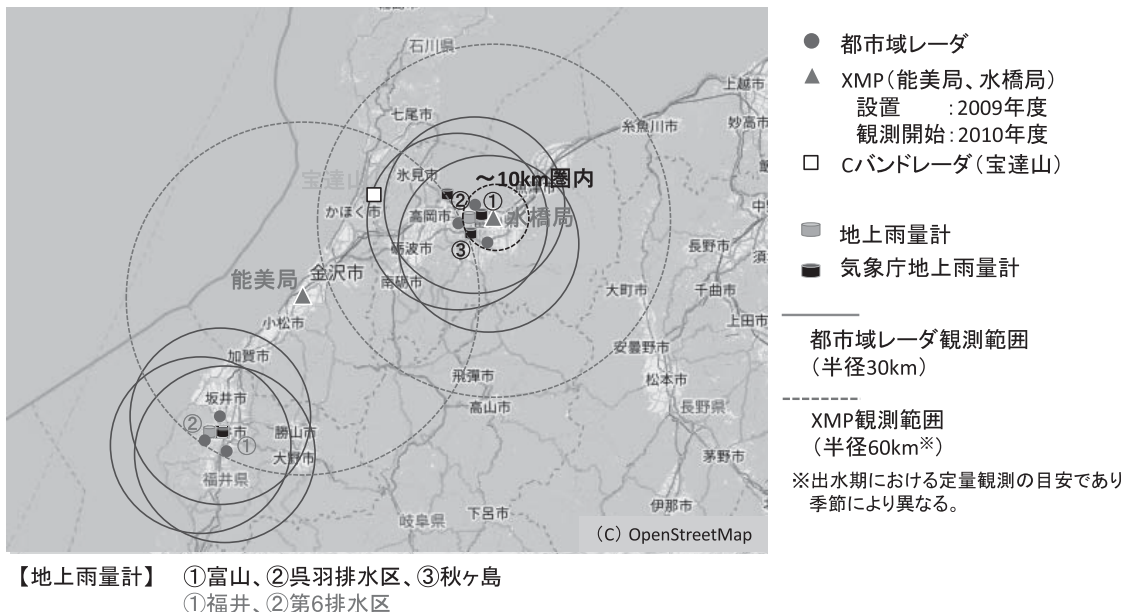 石川県
上越市
七尾市
糸魚川市
妙高市
宝達山
氷見市
〜10km圏内
魚津市
かほく市
高岡市
②
①
水橋局
③
砺波市
長野市
能美局
金沢市
南砺市
大町市
千曲市
小松市
上田市
安曇野市
加賀市
飛騨市
松本市
坂井市
高山市
長野県
②
①
勝山市
大野市
茅野市
福井県
伊那市
岐阜県
下呂市
（C）OpenStreetMap
都市域レーダ
XMP（能美局、水橋局）
設置　　：2009年度
観測開始：2010年度
Cバンドレーダ（宝達山）
地上雨量計
気象庁地上雨量計
都市域レーダ観測範囲
（半径30km）
XMP観測範囲
（半径60km※）
※出水期における定量観測の目安であり
季節により異なる。
【地上雨量計】　①富山、②呉羽排水区、③秋ヶ島
①福井、②第6排水区